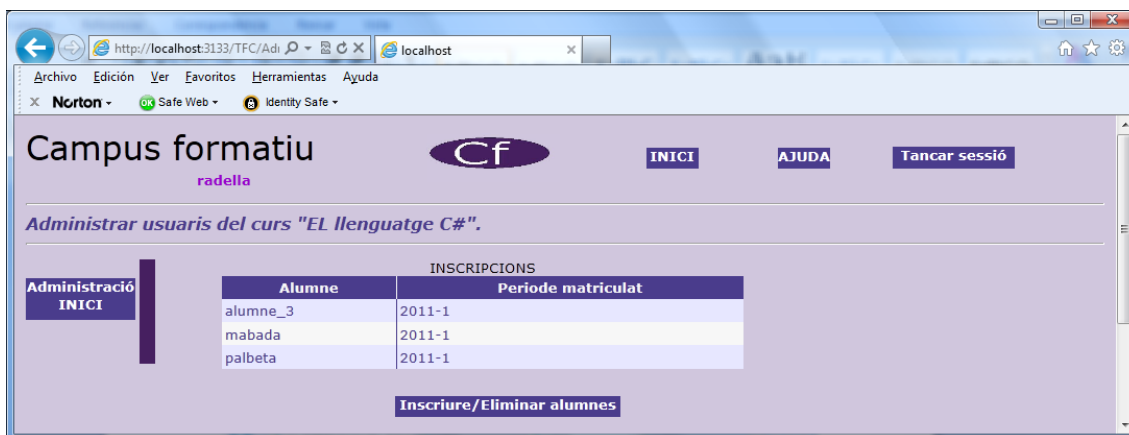 http://localhost:3133/TFC/Adı
localhost
Archivo Edición Ver Favoritos Herramientas Ayuda
Norton OK Safe Web Identity Safe
Campus formatiu
Cf
INICI
AJUDA
Tancar sessió
radella
Administrar usuaris del curs "EL llenguatge C#".
INSCRIPCIONS
Administració
INICI
Alumne Periode matriculat
alumne_3 2011-1
mabada 2011-1
palbeta 2011-1
Inscriure/Eliminar alumnes